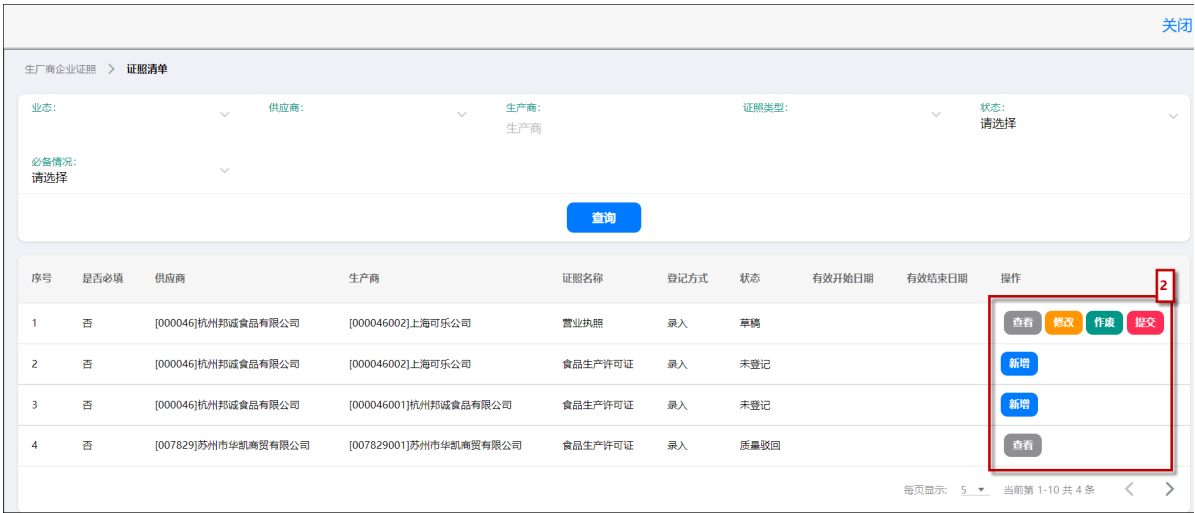 关闭
生厂商企业证照 > 证照清单
业态: 供应商: 生产商: 证照类型: 状态:
生产商 请选择
必备情况:
请选择
查询
序号 是否必填 供应商 生产商 证照名称 登记方式 状态 有效开始日期 有效结束日期 操作 2
1 否 [000046]杭州邦诚食品有限公司 [000046002]上海可乐公司 营业执照 录入 草稿 查看 修改 作废 提交
2 否 [000046]杭州邦诚食品有限公司 [000046002]上海可乐公司 食品生产许可证 录入 未登记 新增
3 否 [000046]杭州邦诚食品有限公司 [000046001]杭州邦诚食品有限公司 食品生产许可证 录入 未登记 新增
4 否 [007829]苏州市华凯商贸有限公司 [007829001]苏州市华凯商贸有限公司 食品生产许可证 录入 质量驳回 查看
每页显示: 5 当前第 1-10 共 4 条